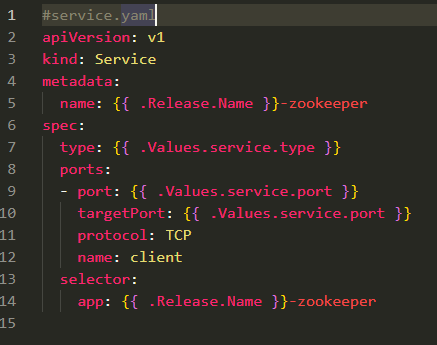 1 #service.yaml
2 apiVersion: v1
3 kind: Service
4 metadata:
5   name: {{ .Release.Name }}-zookeeper
6 spec:
7   type: {{ .Values.service.type }}
8   ports:
9   - port: {{ .Values.service.port }}
10     targetPort: {{ .Values.service.port }}
11     protocol: TCP
12     name: client
13   selector:
14     app: {{ .Release.Name }}-zookeeper
15